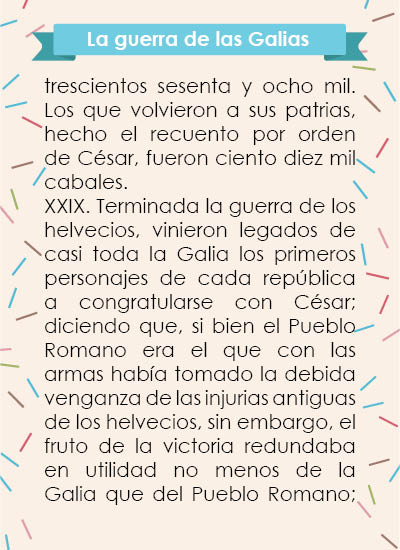 La guerra de las Galias
trescientos sesenta y ocho mil.
Los que volvieron a sus patrias,
hecho el recuento por orden
de César, fueron ciento diez mil
cabales.
XXIX. Terminada la guerra de los
helvecios, vinieron legados de
casi toda la Galia los primeros
personajes de cada república
a congratularse con César;
diciendo que, si bien el Pueblo
Romano era el que con las
armas había tomado la debida
venganza de las injurias antiguas
de los helvecios, sin embargo, el
fruto de la victoria redundaba
en utilidad no menos de la
Galia que del Pueblo Romano;